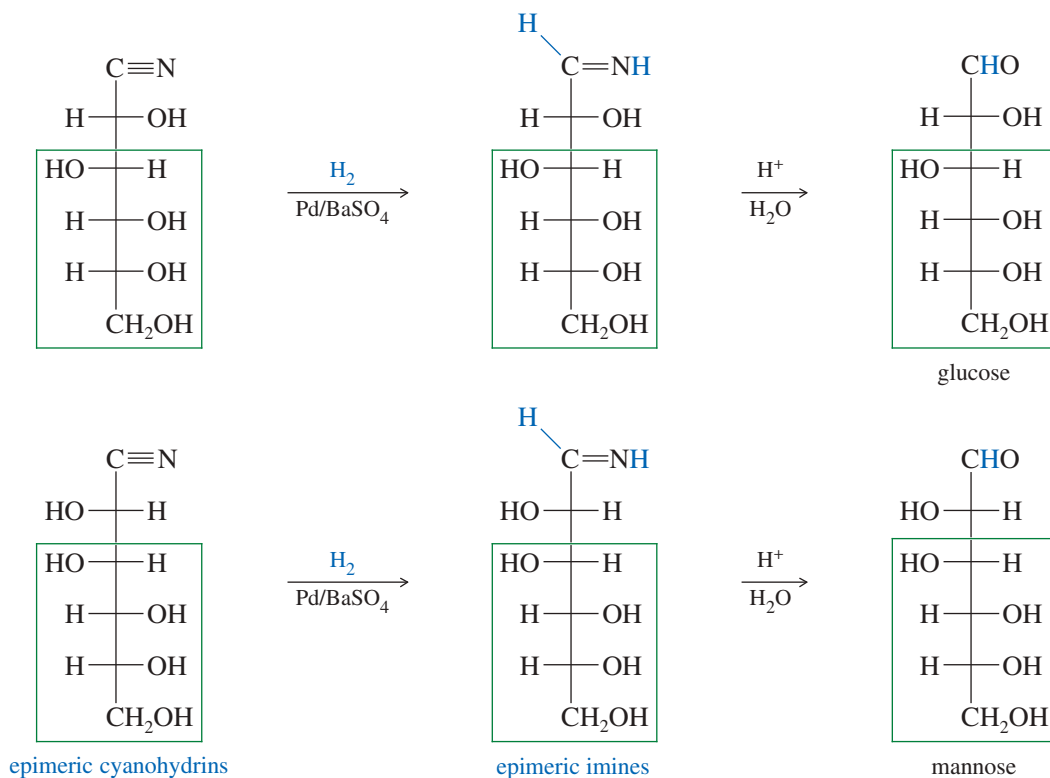 H
C≡N C=NH CHO
H OH H OH H OH
HO H H₂ HO H H⁺ HO H
Pd/BaSO₄ H₂O
H OH H OH H OH
H OH H OH H OH
CH₂OH CH₂OH CH₂OH
glucose
H
C≡N C=NH CHO
HO H HO H HO H
HO H H₂ HO H H⁺ HO H
Pd/BaSO₄ H₂O
H OH H OH H OH
H OH H OH H OH
CH₂OH CH₂OH CH₂OH
epimeric cyanohydrins epimeric imines mannose